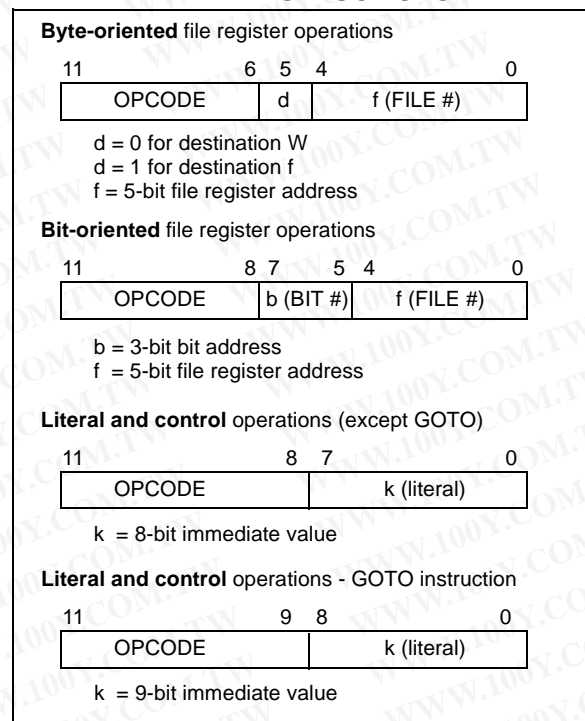 Byte-oriented file register operations
11 6 5 4 0
OPCODE d f (FILE #)
d = 0 for destination W
d = 1 for destination f
f = 5-bit file register address
Bit-oriented file register operations
11 8 7 5 4 0
OPCODE b (BIT #) f (FILE #)
b = 3-bit bit address
f = 5-bit file register address
Literal and control operations (except GOTO)
11 8 7 0
OPCODE k (literal)
k = 8-bit immediate value
Literal and control operations - GOTO instruction
11 9 8 0
OPCODE k (literal)
k = 9-bit immediate value
WWW.100Y.COM.TW